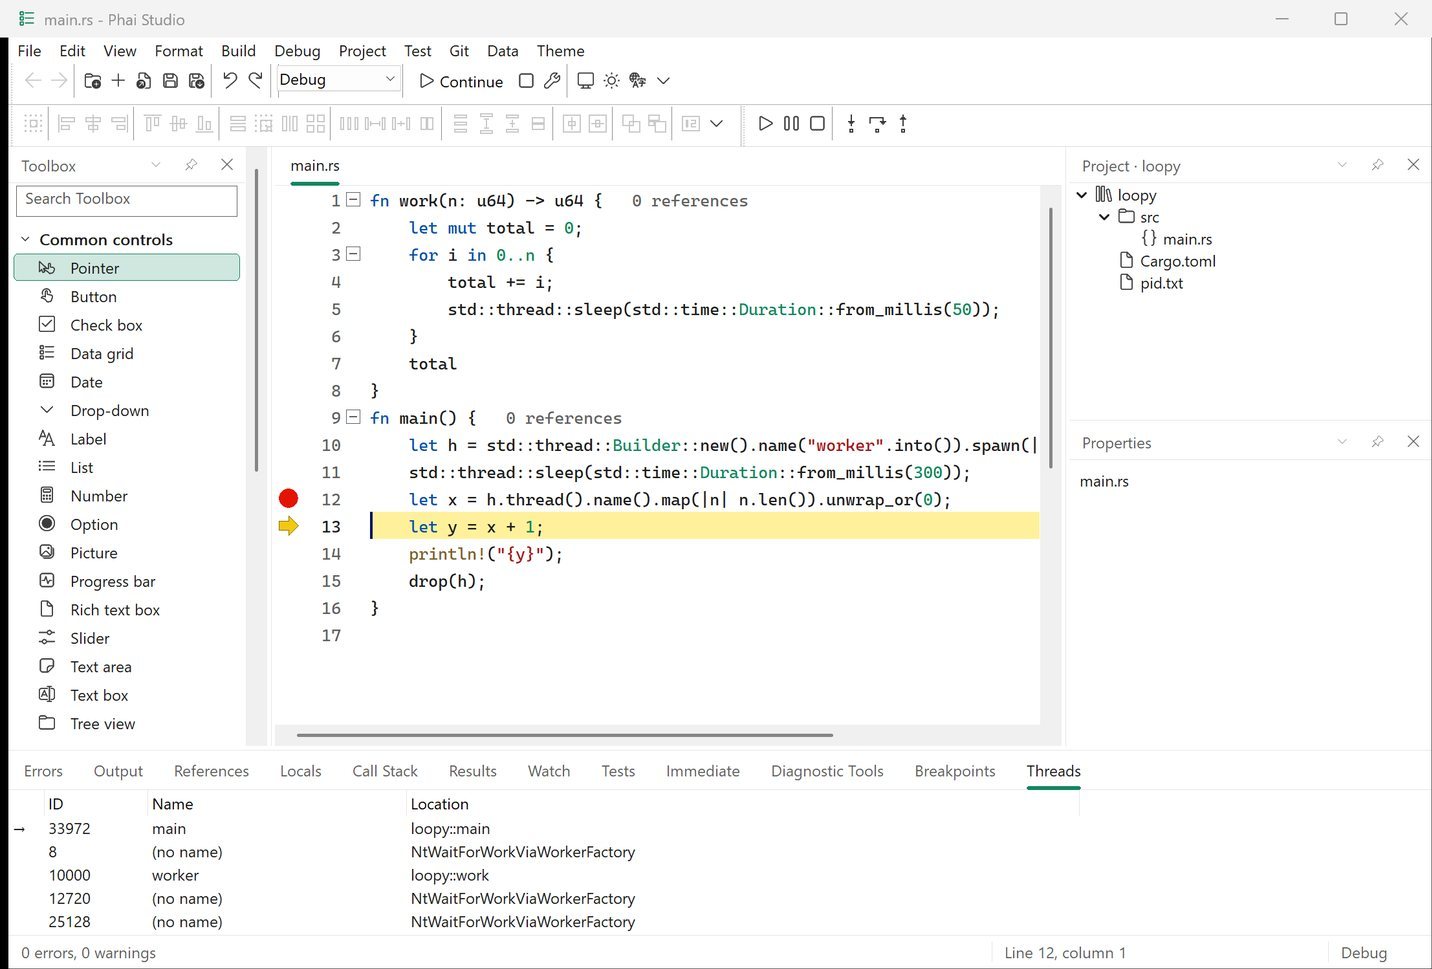 main.rs - Phai Studio
File Edit View Format Build Debug Project Test Git Data Theme
Debug Continue
Toolbox
Search Toolbox
Common controls
Pointer
Button
Check box
Data grid
Date
Drop-down
Label
List
Number
Option
Picture
Progress bar
Rich text box
Slider
Text area
Text box
Tree view
main.rs
1 fn work(n: u64) -> u64 { 0 references
2 let mut total = 0;
3 for i in 0..n {
4 total += i;
5 std::thread::sleep(std::time::Duration::from_millis(50));
6 }
7 total
8 }
9 fn main() { 0 references
10 let h = std::thread::Builder::new().name("worker".into()).spawn(|
11 std::thread::sleep(std::time::Duration::from_millis(300));
12 let x = h.thread().name().map(|n| n.len()).unwrap_or(0);
13 let y = x + 1;
14 println!("{y}");
15 drop(h);
16 }
17
Project · loopy
loopy
src
{} main.rs
Cargo.toml
pid.txt
Properties
main.rs
Errors Output References Locals Call Stack Results Watch Tests Immediate Diagnostic Tools Breakpoints Threads
ID Name Location
→ 33972 main loopy::main
8 (no name) NtWaitForWorkViaWorkerFactory
10000 worker loopy::work
12720 (no name) NtWaitForWorkViaWorkerFactory
25128 (no name) NtWaitForWorkViaWorkerFactory
0 errors, 0 warnings Line 12, column 1 Debug